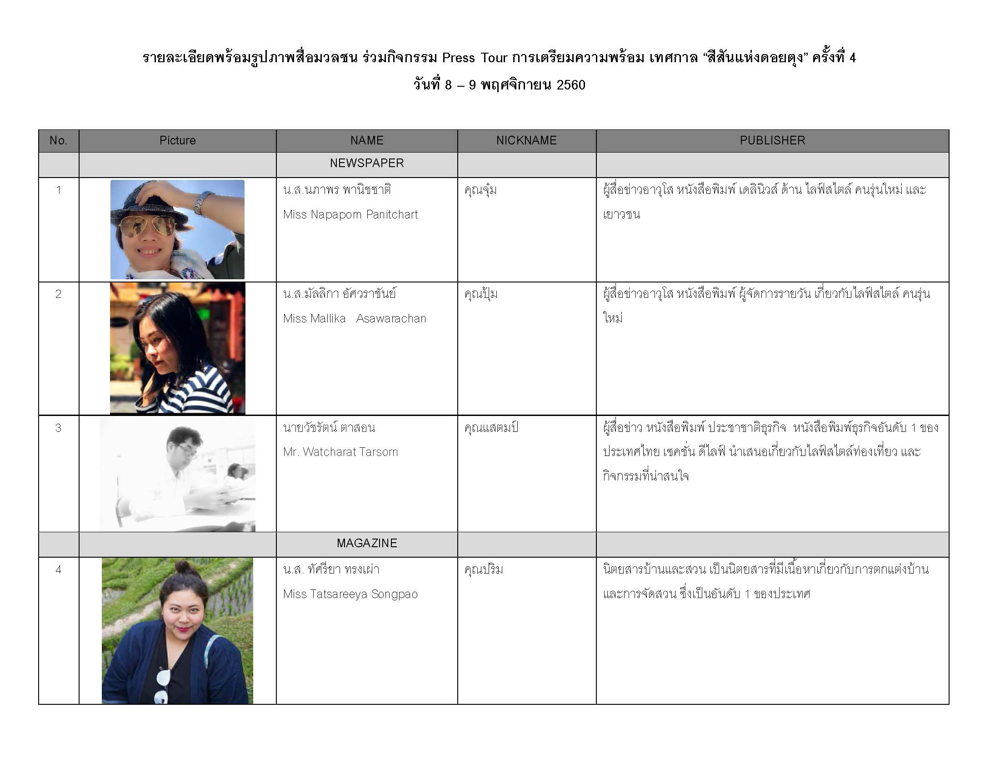 รายละเอียดพร้อมรูปภาพสื่อมวลชน ร่วมกิจกรรม Press Tour การเตรียมความพร้อม เทศกาล “สีสันแห่งดอยตุง” ครั้งที่ 4
วันที่ 8 – 9 พฤศจิกายน 2560
No. Picture NAME NICKNAME PUBLISHER
NEWSPAPER
1 น.ส.นภาพร พานิชชาติ คุณจุ๋ม ผู้สื่อข่าวอาวุโส หนังสือพิมพ์ เดลินิวส์ ด้าน ไลฟ์สไตล์ คนรุ่นใหม่ และ
Miss Napaporn Panitchart เยาวชน
2 น.ส.มัลลิกา อัศวราชันย์ คุณปุ้ม ผู้สื่อข่าวอาวุโส หนังสือพิมพ์ ผู้จัดการรายวัน เกี่ยวกับไลฟ์สไตล์ คนรุ่น
Miss Mallika Asawarachan ใหม่
3 นายวัชรัตน์ ตาสอน คุณแสตมป์ ผู้สื่อข่าว หนังสือพิมพ์ ประชาชาติธุรกิจ หนังสือพิมพ์ธุรกิจอันดับ 1 ของ
Mr. Watcharat Tarsorn ประเทศไทย เซคชั่น ดีไลฟ์ นำเสนอเกี่ยวกับไลฟ์สไตล์ท่องเที่ยว และ
กิจกรรมที่น่าสนใจ
MAGAZINE
4 น.ส. ทัศรียา ทรงเผ่า คุณปริม นิตยสารบ้านและสวน เป็นนิตยสารที่มีเนื้อหาเกี่ยวกับการตกแต่งบ้าน
Miss Tatsareeya Songpao และการจัดสวน ซึ่งเป็นอันดับ 1 ของประเทศ